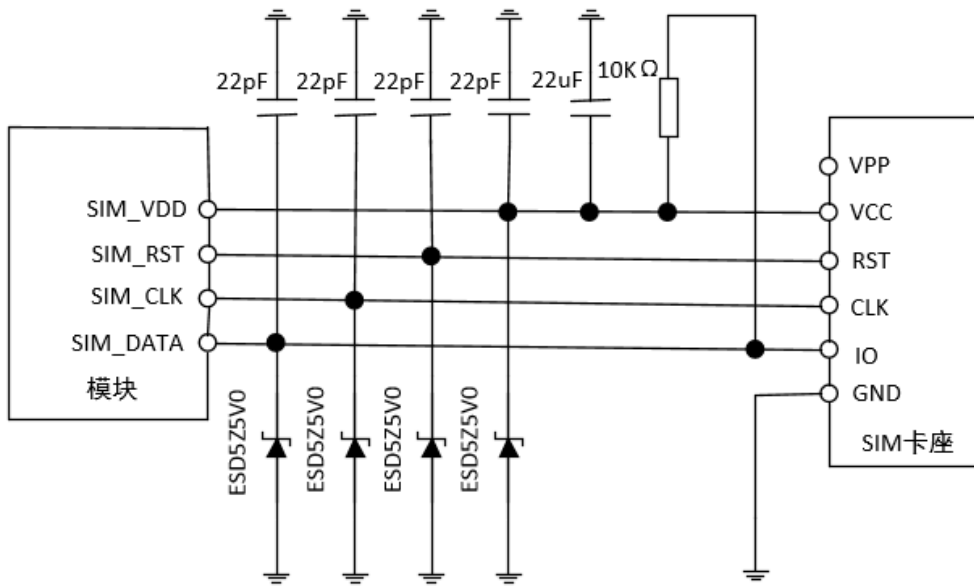 22pF 22pF 22pF 22pF 22uF 10KΩ
SIM_VDD
SIM_RST
SIM_CLK
SIM_DATA
模块
ESD5Z5V0
ESD5Z5V0
ESD5Z5V0
ESD5Z5V0
VPP
VCC
RST
CLK
IO
GND
SIM卡座